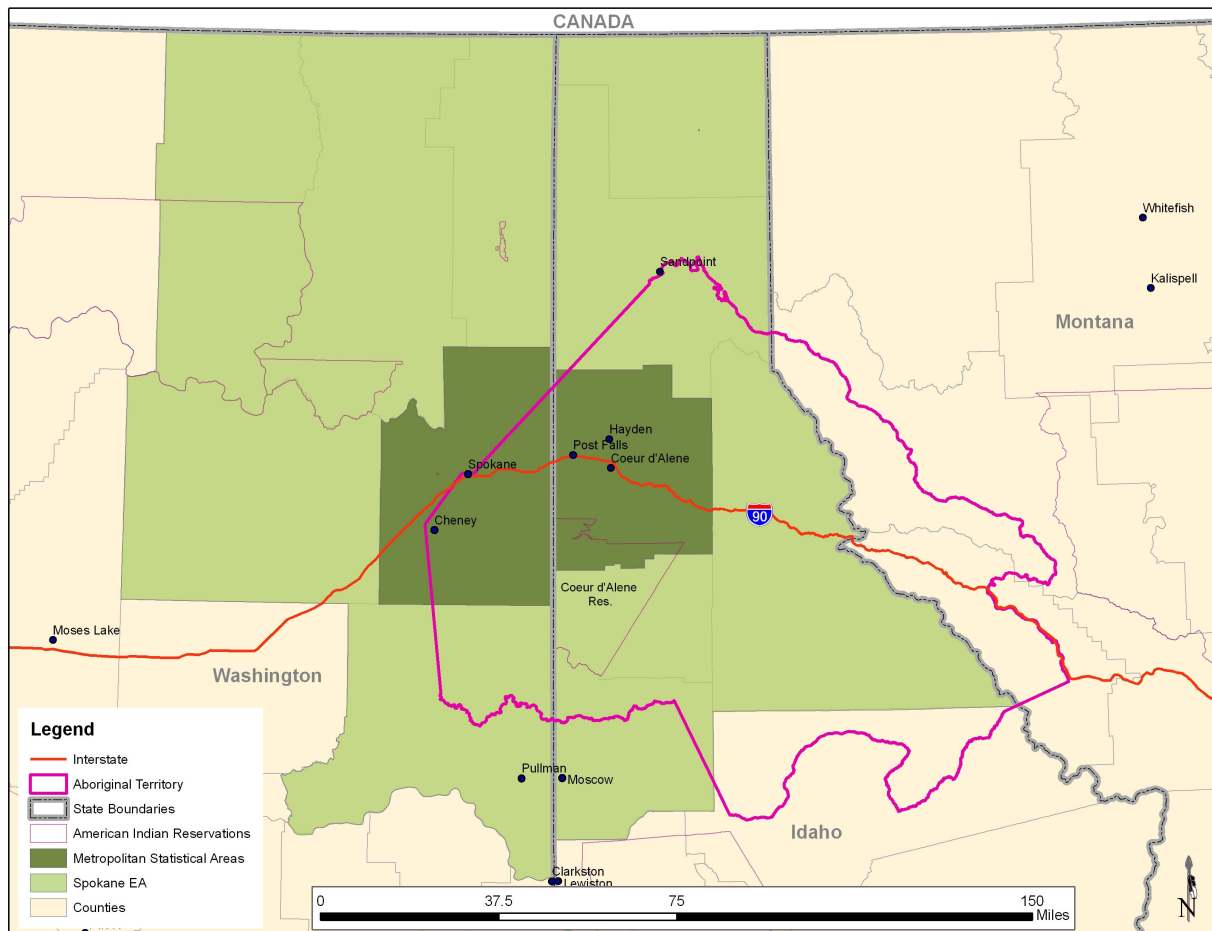 CANADA
Whitefish
Sandpoint
Kalispell
Montana
Hayden
Post Falls
Spokane
Coeur d'Alene
90
Cheney
Coeur d'Alene
Res.
Moses Lake
Washington
Legend
Interstate
Aboriginal Territory
State Boundaries
American Indian Reservations
Metropolitan Statistical Areas
Spokane EA
Counties
Pullman
Moscow
Idaho
Clarkston
Lewiston
0 37.5 75 150
Miles
N